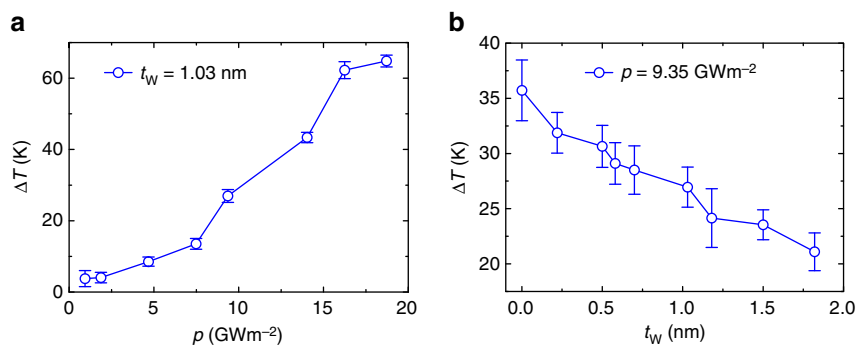 a
b
60
40
20
0
ΔT (K)
t_W = 1.03 nm
0 5 10 15 20
p (GWm⁻²)
40
35
30
25
20
ΔT (K)
p = 9.35 GWm⁻²
0.0 0.5 1.0 1.5 2.0
t_W (nm)